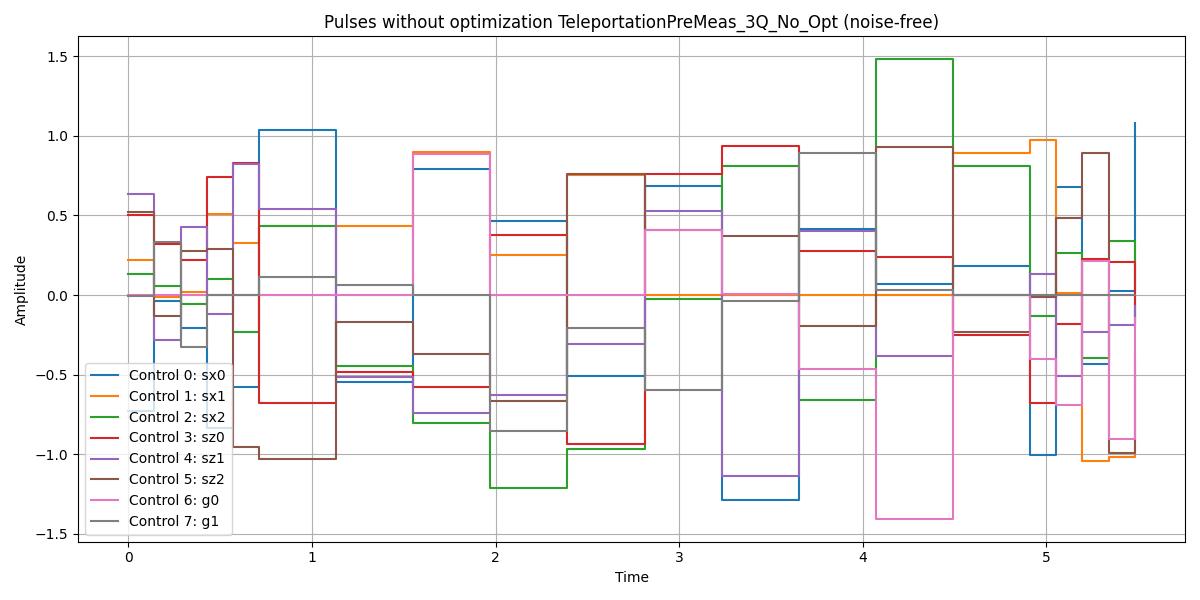 Pulses without optimization TeleportationPreMeas_3Q_No_Opt (noise-free)
Amplitude
1.5
1.0
0.5
0.0
−0.5
−1.0
−1.5
Control 0: sx0
Control 1: sx1
Control 2: sx2
Control 3: sz0
Control 4: sz1
Control 5: sz2
Control 6: g0
Control 7: g1
0 1 2 3 4 5
Time